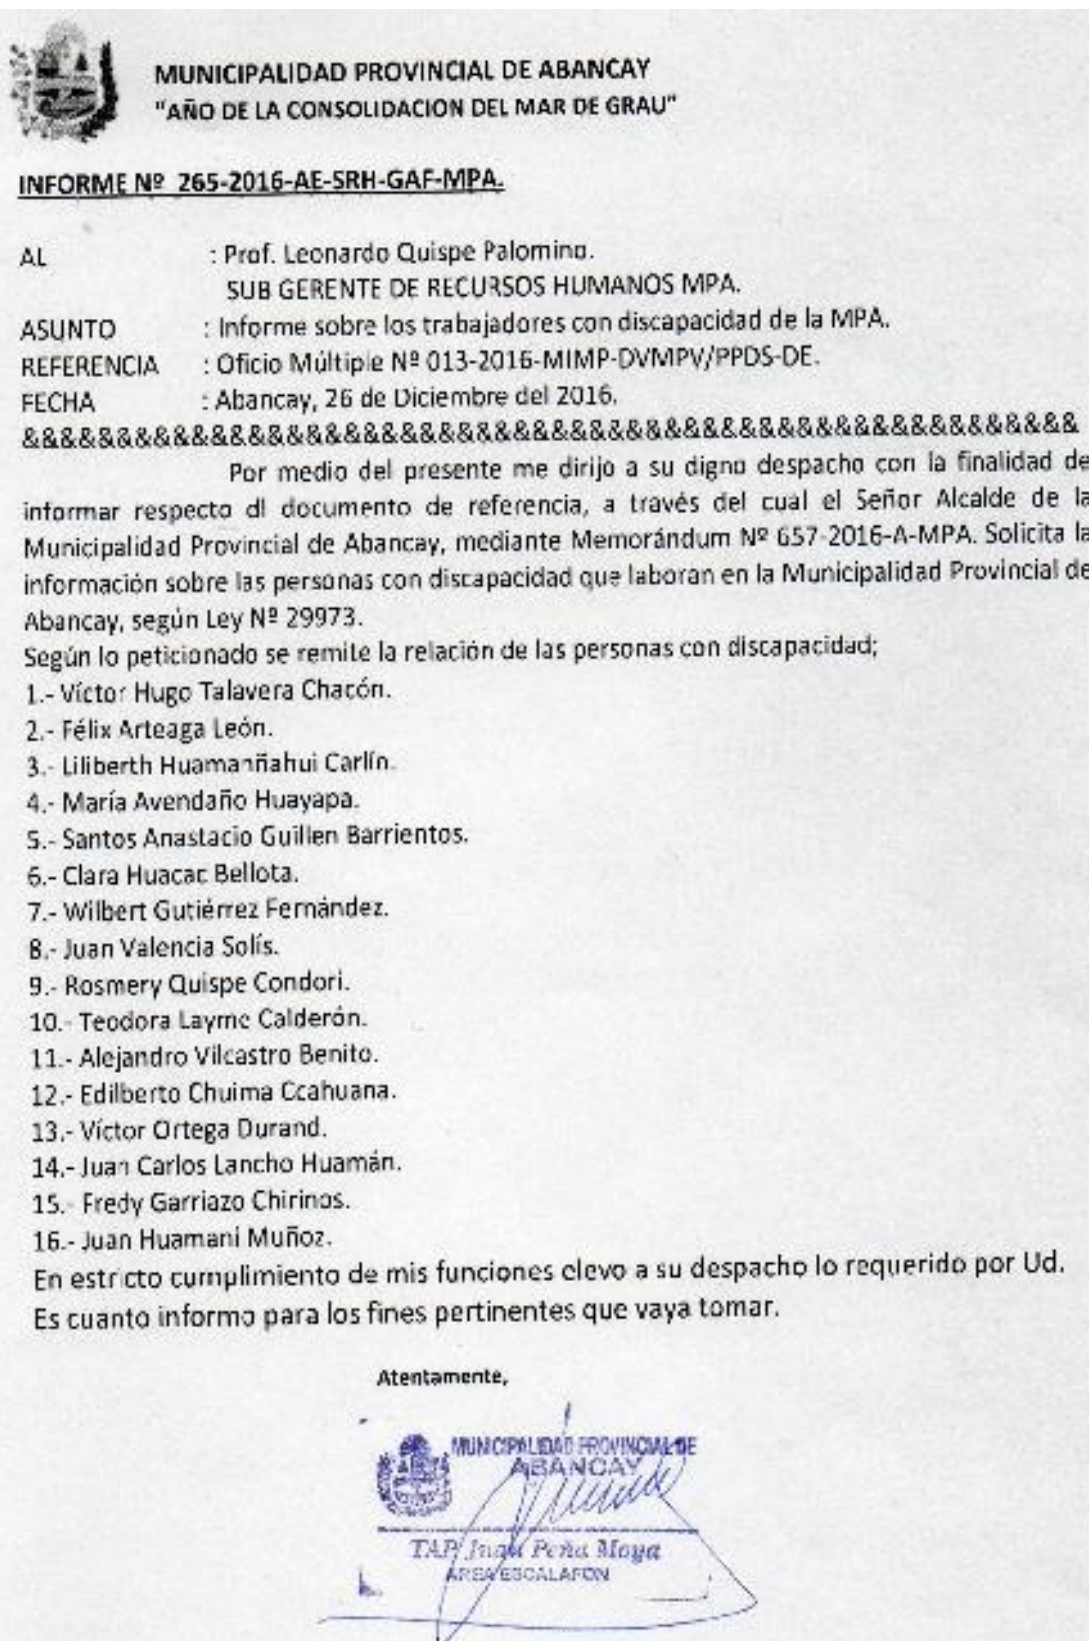 MUNICIPALIDAD PROVINCIAL DE ABANCAY
"AÑO DE LA CONSOLIDACION DEL MAR DE GRAU"
INFORME Nº 265-2016-AE-SRH-GAF-MPA.
AL : Prof. Leonardo Quispe Palomino.
SUB GERENTE DE RECURSOS HUMANOS MPA.
ASUNTO : Informe sobre los trabajadores con discapacidad de la MPA.
REFERENCIA : Oficio Múltiple Nº 013-2016-MIMP-DVMPV/PPDS-DE.
FECHA : Abancay, 26 de Diciembre del 2016.
&&&&&&&&&&&&&&&&&&&&&&&&&&&&&&&&&&&&&&&&&&&&&&&&&&&&&&&&
Por medio del presente me dirijo a su digno despacho con la finalidad de
informar respecto dl documento de referencia, a través del cual el Señor Alcalde de la
Municipalidad Provincial de Abancay, mediante Memorándum Nº 657-2016-A-MPA. Solicita la
información sobre las personas con discapacidad que laboran en la Municipalidad Provincial de
Abancay, según Ley Nº 29973.
Según lo peticionado se remite la relación de las personas con discapacidad;
1.- Víctor Hugo Talavera Chacón.
2.- Félix Arteaga León.
3.- Liliberth Huamanñahui Carlín.
4.- María Avendaño Huayapa.
5.- Santos Anastacio Guillen Barrientos.
6.- Clara Huacac Bellota.
7.- Wilbert Gutiérrez Fernández.
8.- Juan Valencia Solís.
9.- Rosmery Quispe Condori.
10.- Teodora Layme Calderón.
11.- Alejandro Vilcastro Benito.
12.- Edilberto Chuima Ccahuana.
13.- Víctor Ortega Durand.
14.- Juan Carlos Lancho Huamán.
15.- Fredy Garriazo Chirinos.
16.- Juan Huamani Muñoz.
En estricto cumplimiento de mis funciones elevo a su despacho lo requerido por Ud.
Es cuanto informo para los fines pertinentes que vaya tomar.
Atentamente,
MUNICIPALIDAD PROVINCIAL DE
ABANCAY
TAP. Juan Peña Moya
AREA ESCALAFON